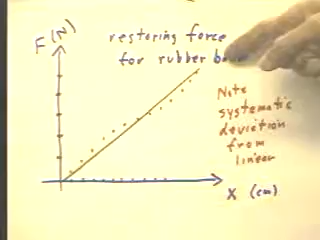 F (N)
restoring force
for rubber
Note
systematic
deviation
from
linear
X (cm)